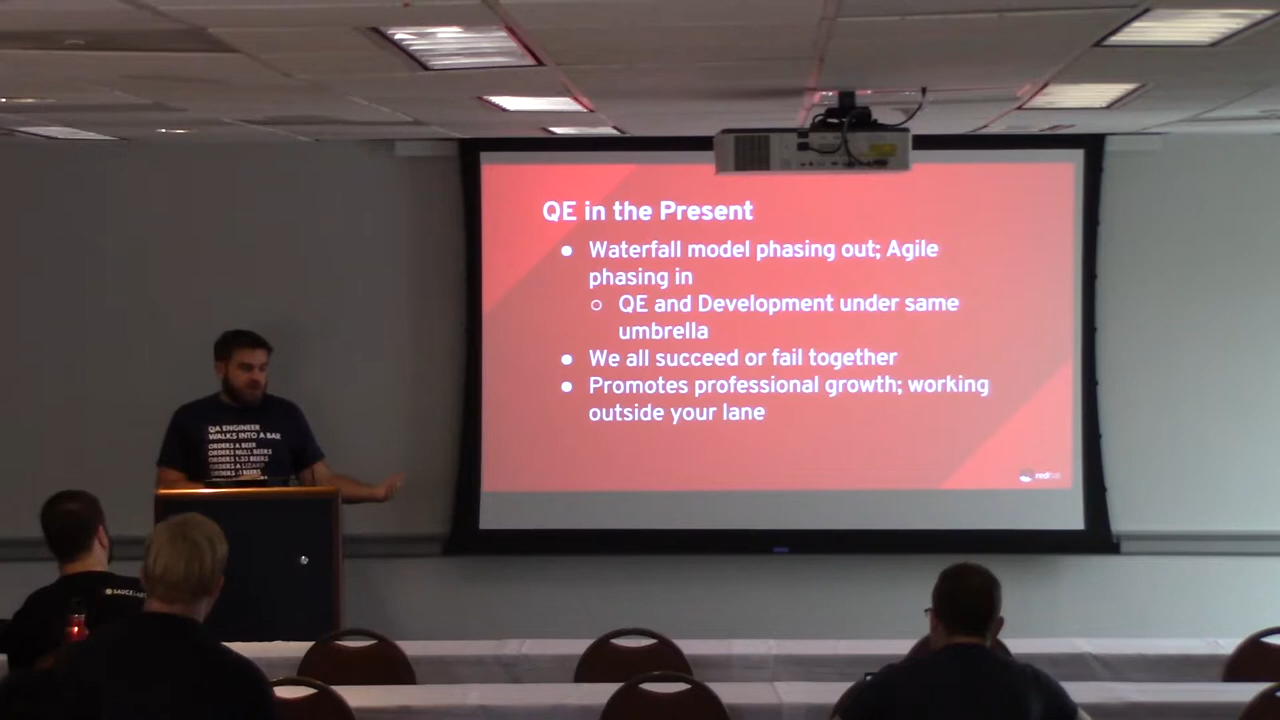 QE in the Present
● Waterfall model phasing out; Agile
phasing in
○ QE and Development under same
umbrella
● We all succeed or fail together
● Promotes professional growth; working
outside your lane
redhat
QA ENGINEER
WALKS INTO A BAR
ORDERS A BEER
ORDERS NULL BEERS
ORDERS 1.33 BEERS
ORDERS A LIZARD
ORDERS -1 BEERS
SAUCELABS